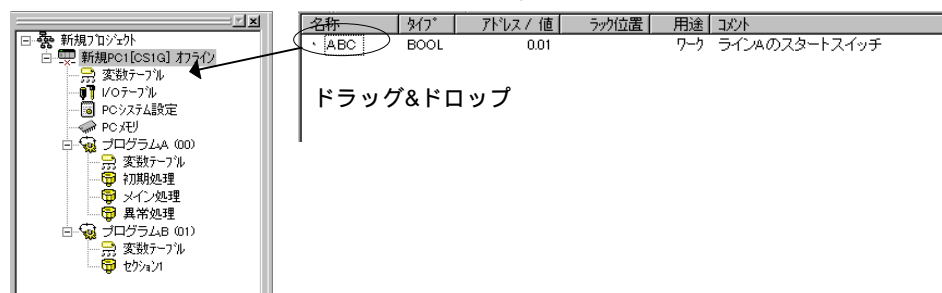 新規プロジェクト
新規PC1[CS1G] オフライン
変数テーブル
I/Oテーブル
PCシステム設定
PCメモリ
プログラムA (00)
変数テーブル
初期処理
メイン処理
異常処理
プログラムB (01)
変数テーブル
セクション1
名称 タイプ アドレス / 値 ラック位置 用途 コメント
ABC BOOL 0.01 ワーク ラインAのスタートスイッチ
ドラッグ&ドロップ